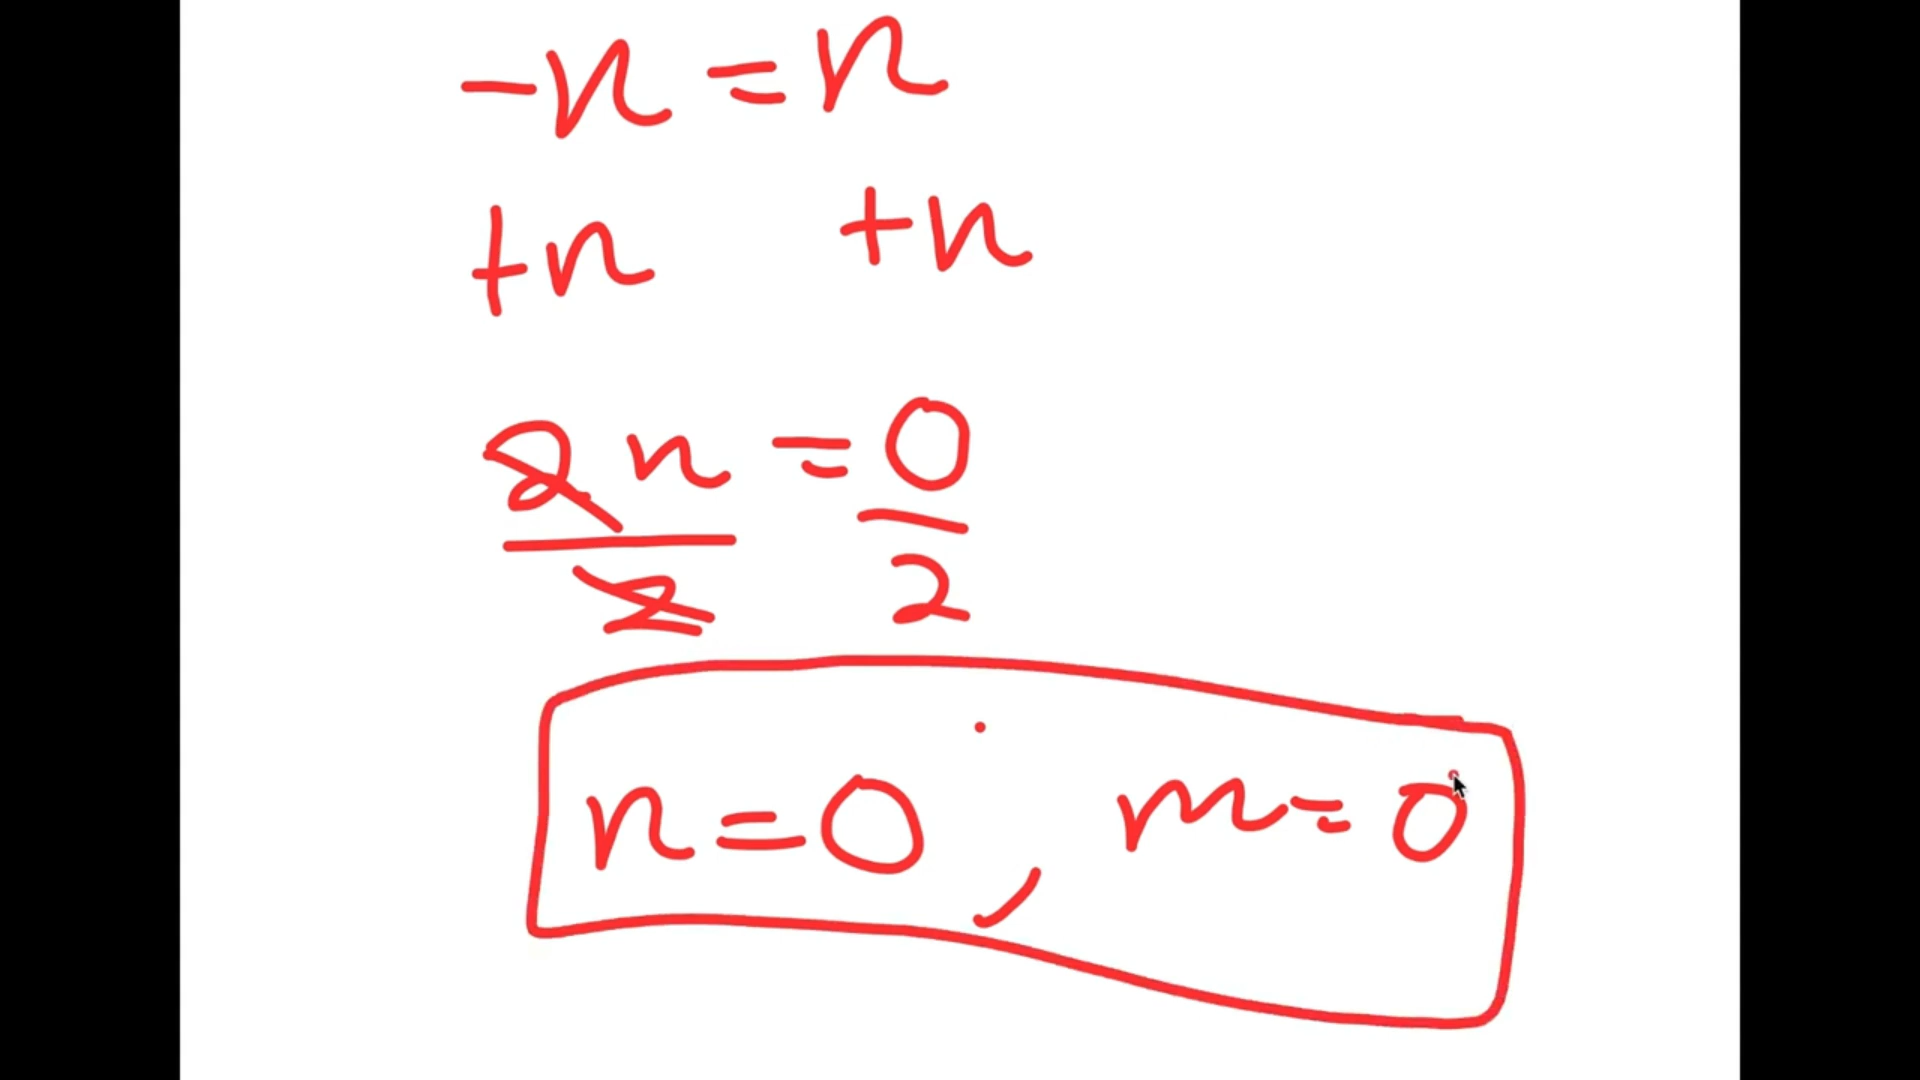 -n = n
+n +n
2n = 0
2 2
n = 0, m = 0